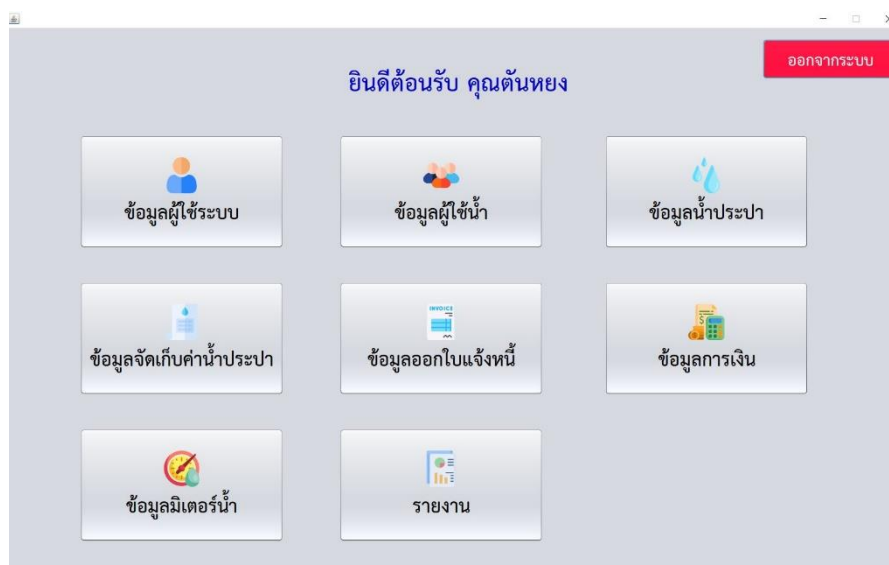 ออกจากระบบ
ยินดีต้อนรับ คุณตันหยง
ข้อมูลผู้ใช้ระบบ
ข้อมูลผู้ใช้น้ำ
ข้อมูลน้ำประปา
INVOICE
ข้อมูลจัดเก็บค่าน้ำประปา
ข้อมูลออกใบแจ้งหนี้
ข้อมูลการเงิน
ข้อมูลมิเตอร์น้ำ
รายงาน